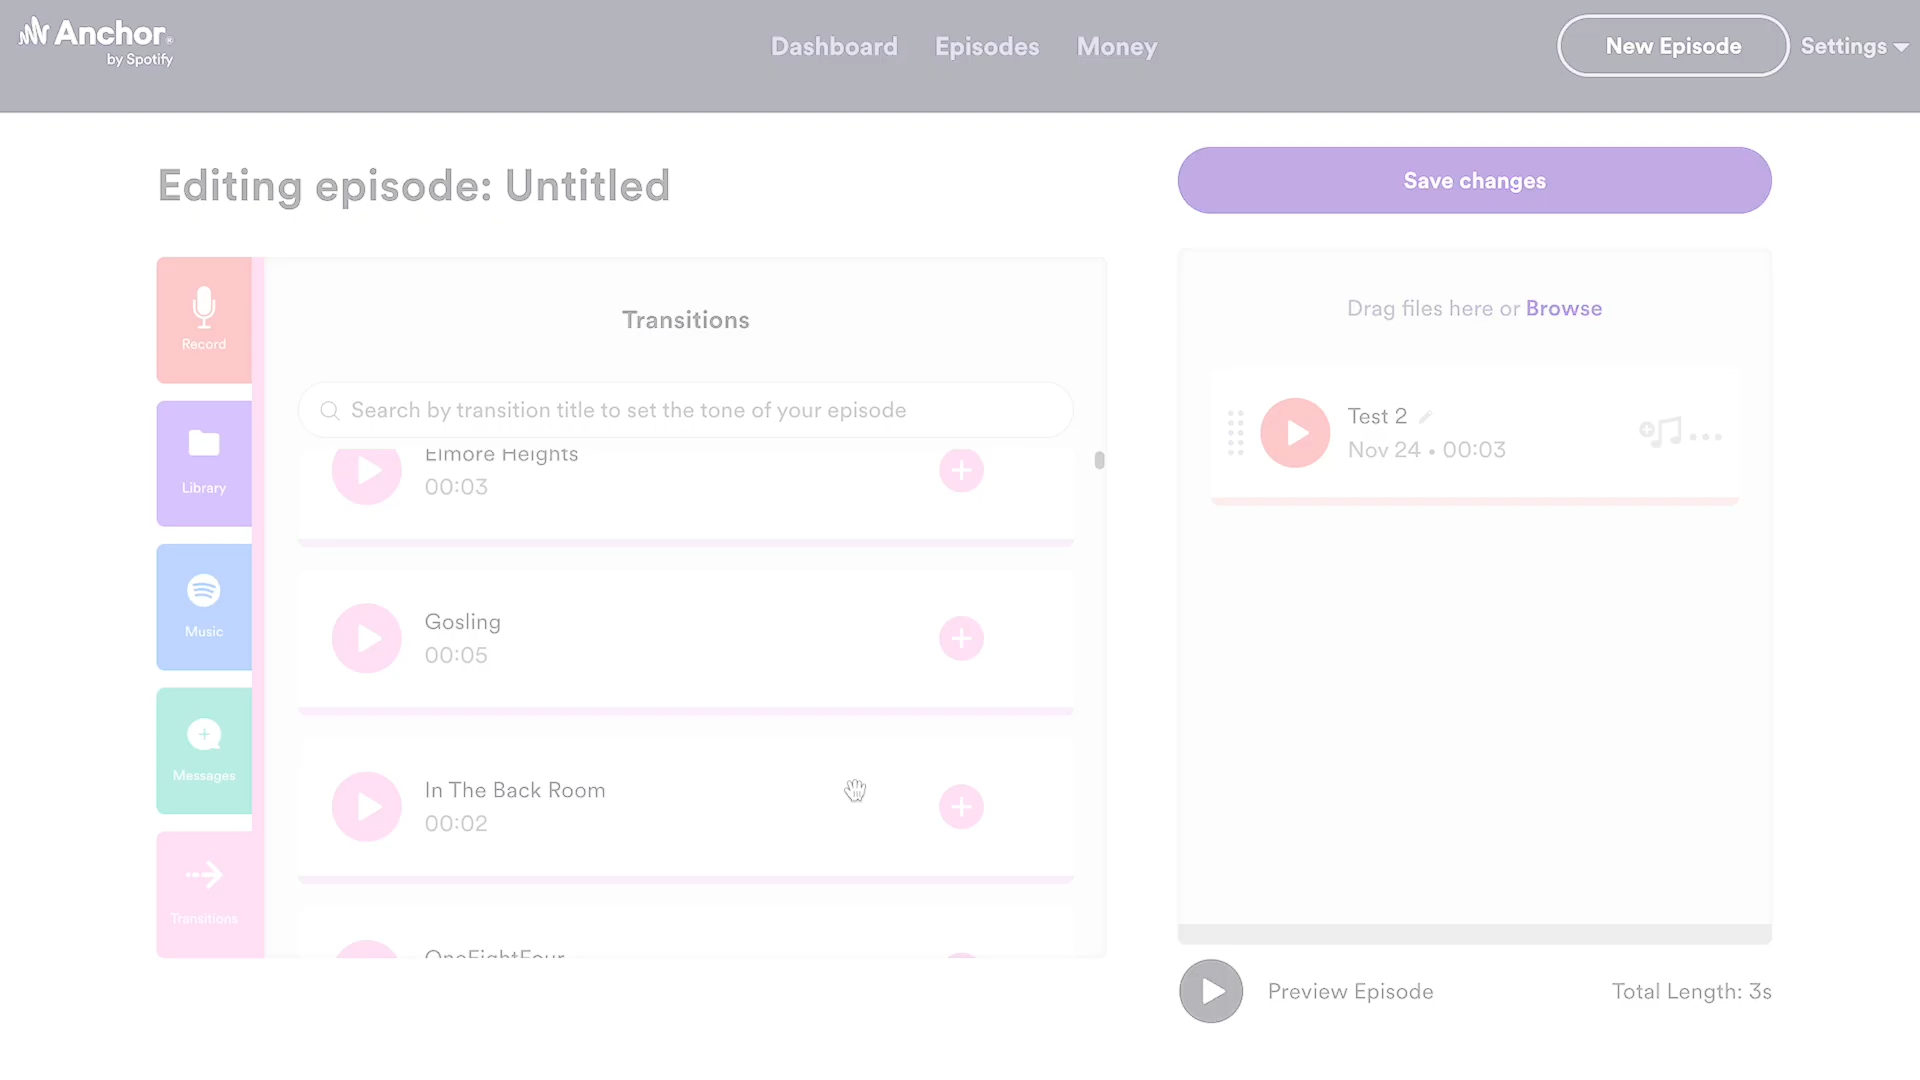 Anchor
by Spotify
Dashboard
Episodes
Money
New Episode
Settings
Editing episode: Untitled
Save changes
Record
Library
Music
Messages
Transitions
Transitions
Search by transition title to set the tone of your episode
Elmore Heights
00:03
Gosling
00:05
In The Back Room
00:02
OneEightFour
Drag files here or Browse
Test 2
Nov 24 • 00:03
Preview Episode
Total Length: 3s